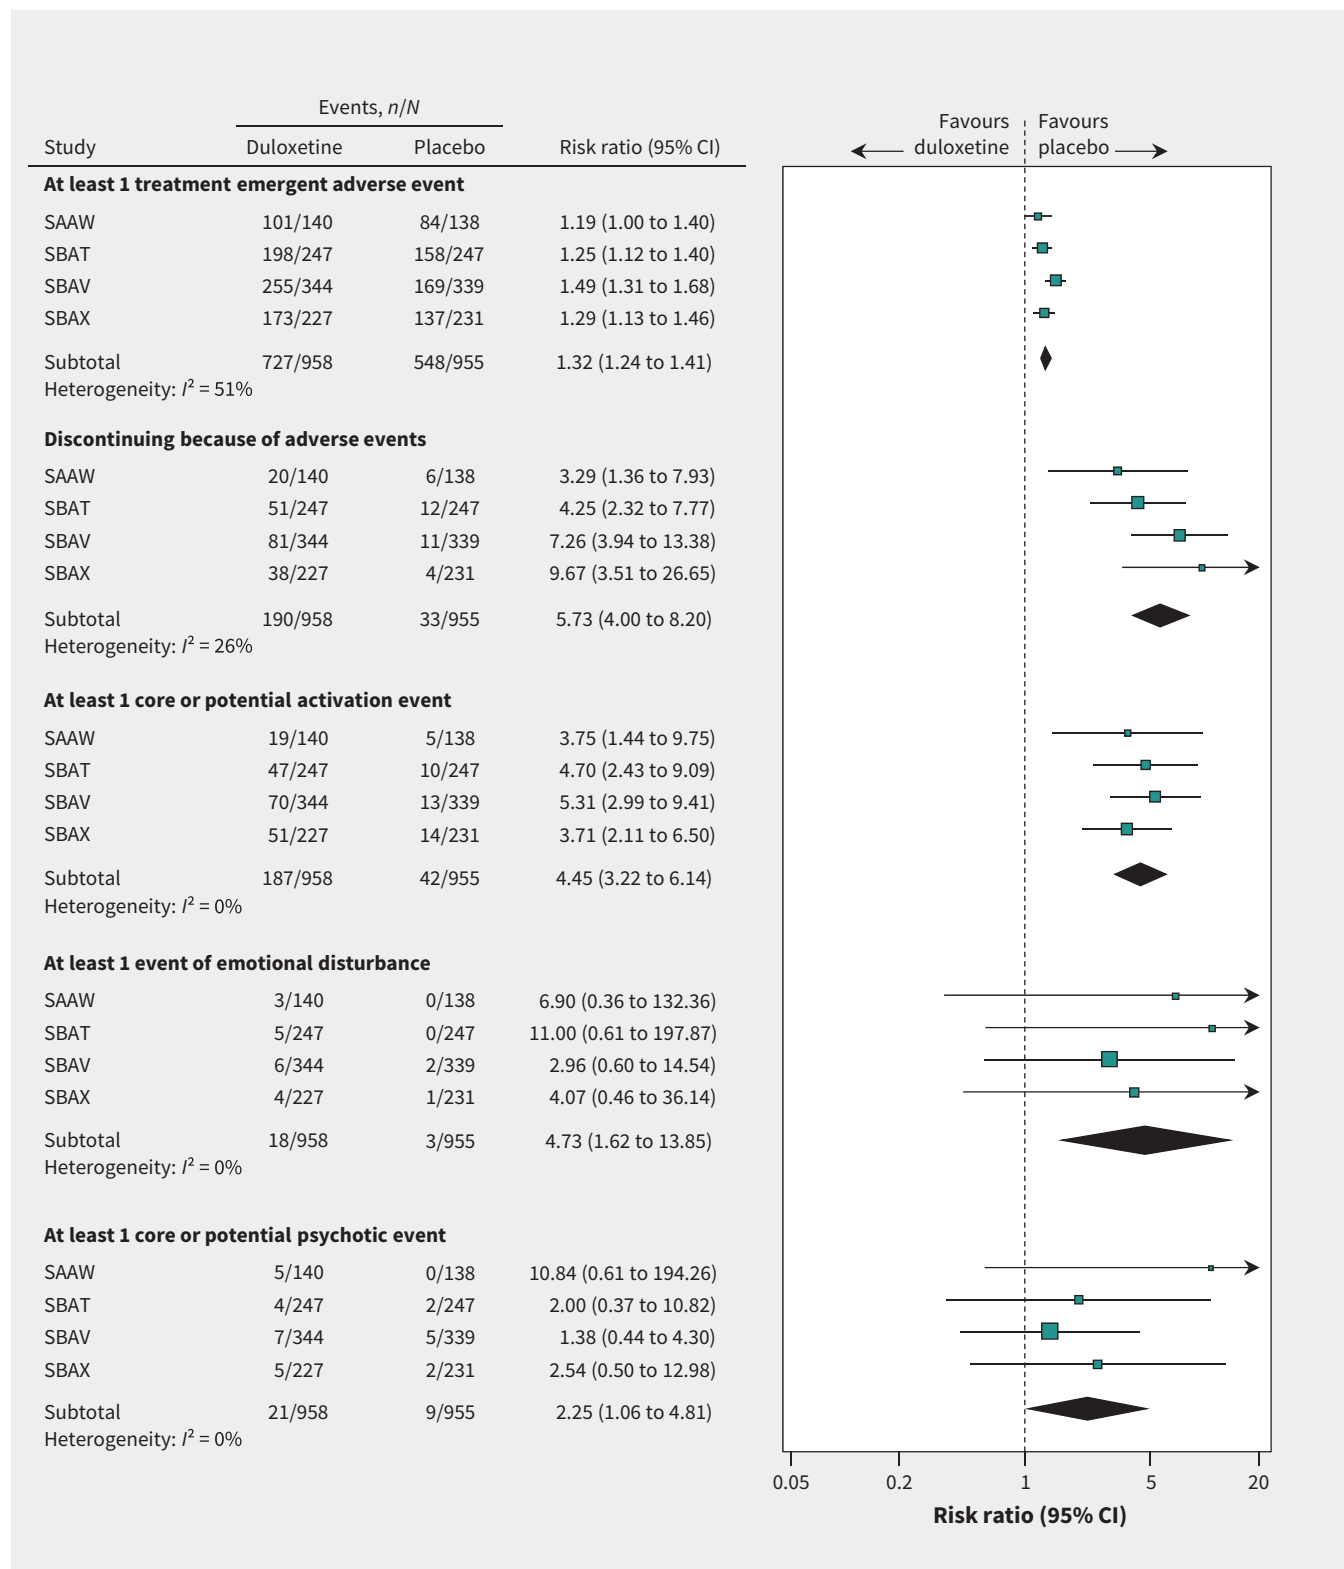 Events, n/N
Study Duloxetine Placebo Risk ratio (95% CI)
Favours duloxetine
Favours placebo
At least 1 treatment emergent adverse event
SAAW 101/140 84/138 1.19 (1.00 to 1.40)
SBAT 198/247 158/247 1.25 (1.12 to 1.40)
SBAV 255/344 169/339 1.49 (1.31 to 1.68)
SBAX 173/227 137/231 1.29 (1.13 to 1.46)
Subtotal 727/958 548/955 1.32 (1.24 to 1.41)
Heterogeneity: I² = 51%
Discontinuing because of adverse events
SAAW 20/140 6/138 3.29 (1.36 to 7.93)
SBAT 51/247 12/247 4.25 (2.32 to 7.77)
SBAV 81/344 11/339 7.26 (3.94 to 13.38)
SBAX 38/227 4/231 9.67 (3.51 to 26.65)
Subtotal 190/958 33/955 5.73 (4.00 to 8.20)
Heterogeneity: I² = 26%
At least 1 core or potential activation event
SAAW 19/140 5/138 3.75 (1.44 to 9.75)
SBAT 47/247 10/247 4.70 (2.43 to 9.09)
SBAV 70/344 13/339 5.31 (2.99 to 9.41)
SBAX 51/227 14/231 3.71 (2.11 to 6.50)
Subtotal 187/958 42/955 4.45 (3.22 to 6.14)
Heterogeneity: I² = 0%
At least 1 event of emotional disturbance
SAAW 3/140 0/138 6.90 (0.36 to 132.36)
SBAT 5/247 0/247 11.00 (0.61 to 197.87)
SBAV 6/344 2/339 2.96 (0.60 to 14.54)
SBAX 4/227 1/231 4.07 (0.46 to 36.14)
Subtotal 18/958 3/955 4.73 (1.62 to 13.85)
Heterogeneity: I² = 0%
At least 1 core or potential psychotic event
SAAW 5/140 0/138 10.84 (0.61 to 194.26)
SBAT 4/247 2/247 2.00 (0.37 to 10.82)
SBAV 7/344 5/339 1.38 (0.44 to 4.30)
SBAX 5/227 2/231 2.54 (0.50 to 12.98)
Subtotal 21/958 9/955 2.25 (1.06 to 4.81)
Heterogeneity: I² = 0%
0.05 0.2 1 5 20
Risk ratio (95% CI)